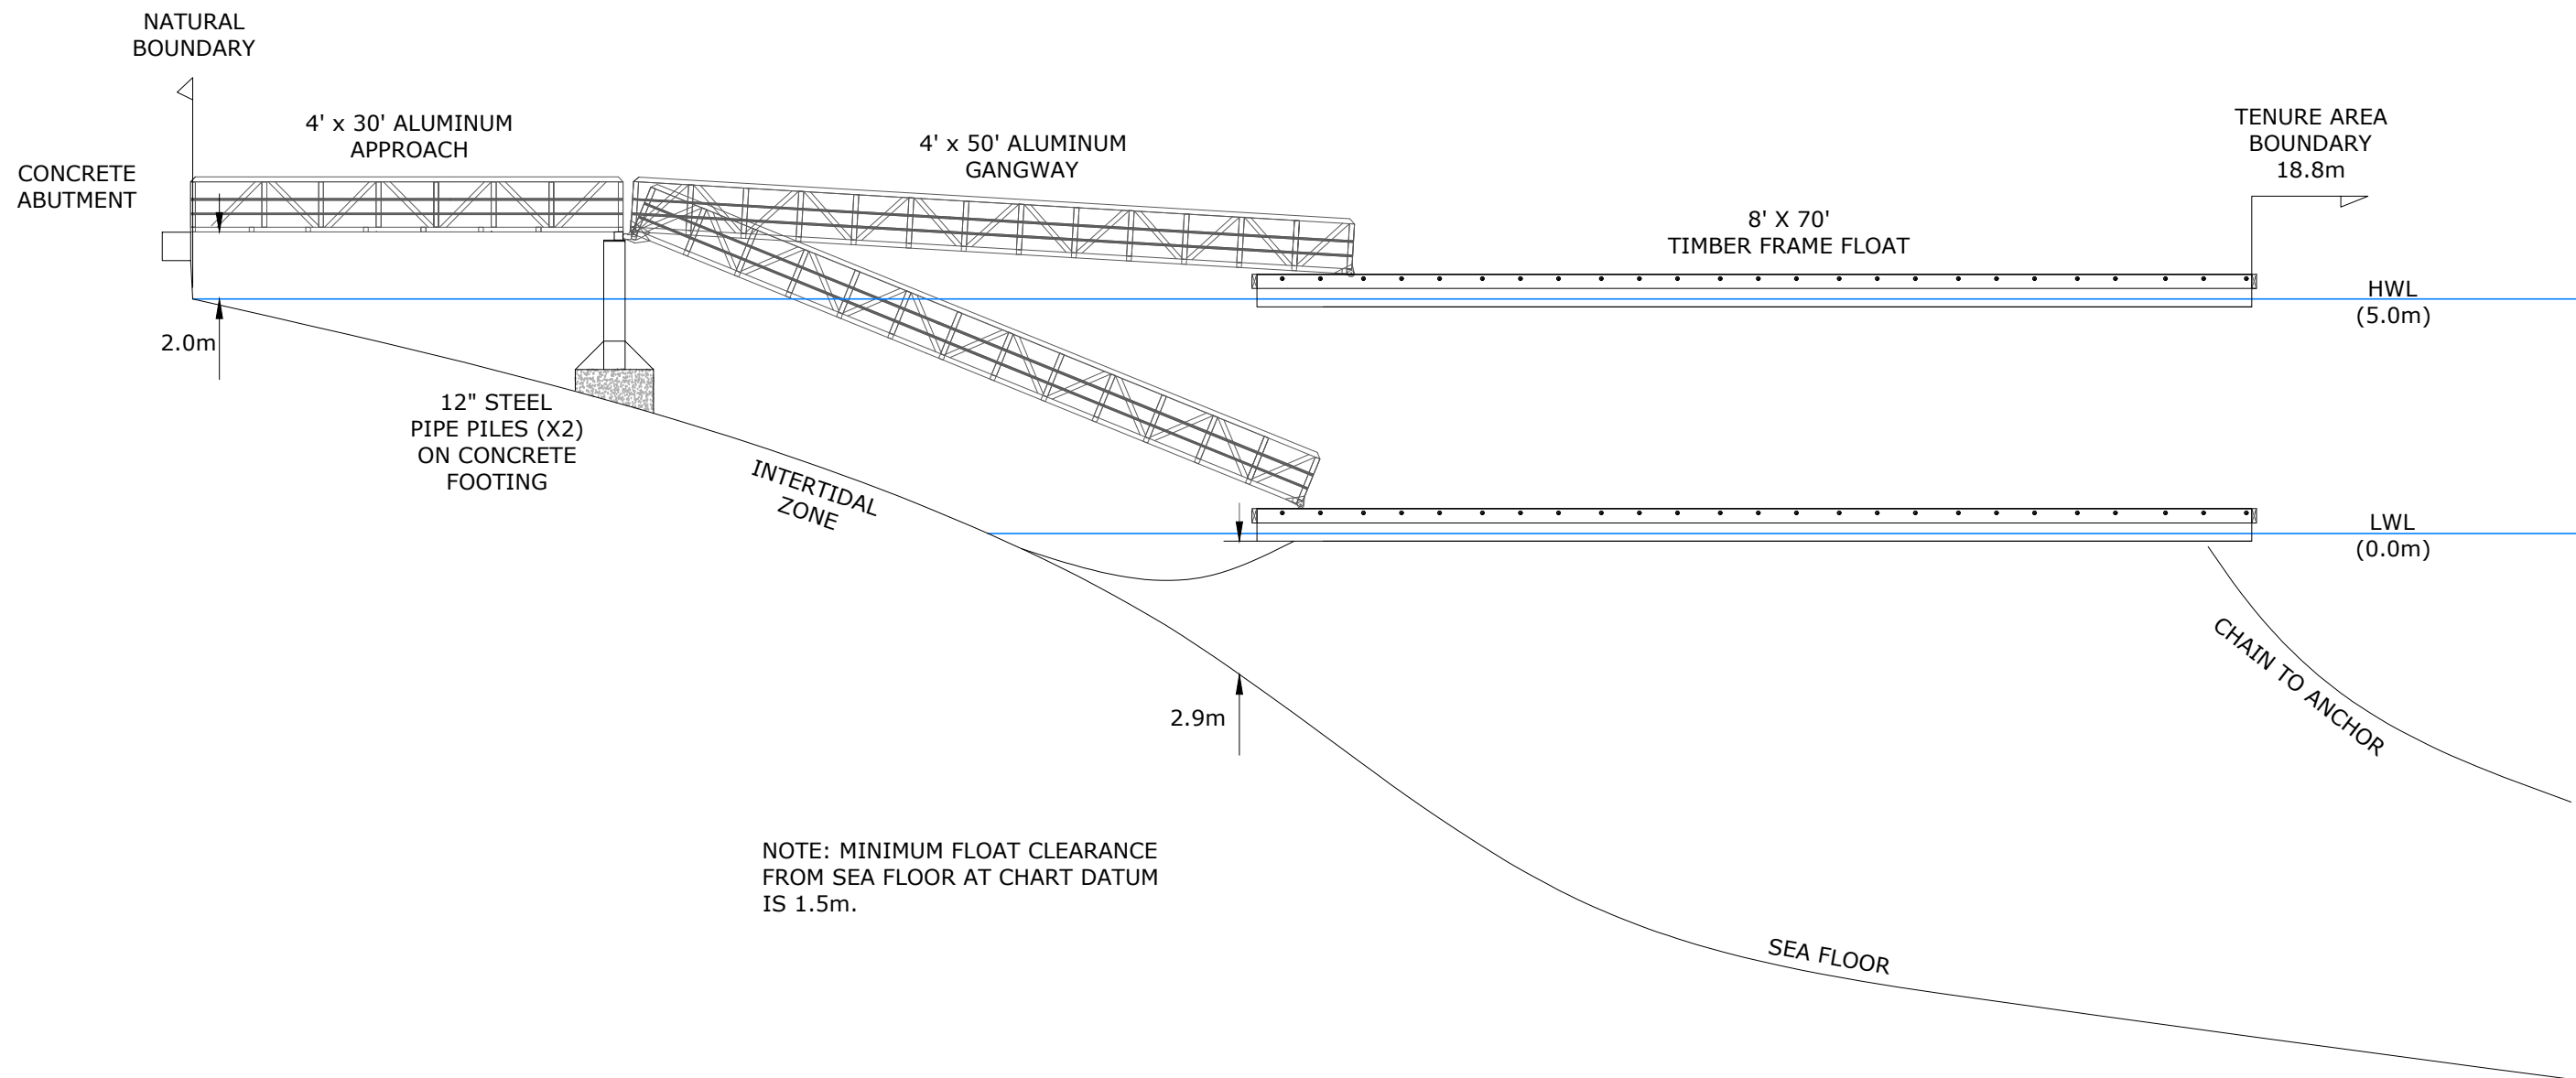 NATURAL
BOUNDARY
4' x 30' ALUMINUM
APPROACH
4' x 50' ALUMINUM
GANGWAY
TENURE AREA
BOUNDARY
18.8m
CONCRETE
ABUTMENT
8' X 70'
TIMBER FRAME FLOAT
HWL
(5.0m)
2.0m
12" STEEL
PIPE PILES (X2)
ON CONCRETE
FOOTING
INTERTIDAL
ZONE
LWL
(0.0m)
CHAIN TO ANCHOR
2.9m
NOTE: MINIMUM FLOAT CLEARANCE
FROM SEA FLOOR AT CHART DATUM
IS 1.5m.
SEA FLOOR